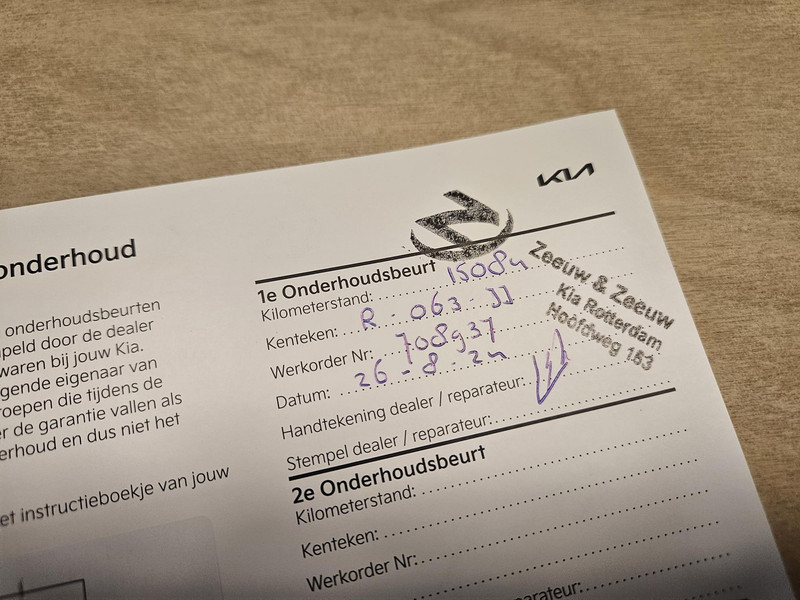 KIA
onderhoud
onderhoudsbeurten
peld door de dealer
waren bij jouw Kia.
gende eigenaar van
roepen die tijdens de
r de garantie vallen als
erhoud en dus niet het
et instructieboekje van jouw
1e Onderhoudsbeurt
Kilometerstand: 15084
Kenteken: R-063-JJ
Werkorder Nr: 708937
Datum: 26-8-24
Handtekening dealer / reparateur:
Stempel dealer / reparateur:
Zeeuw & Zeeuw
Kia Rotterdam
Hoofdweg 153
2e Onderhoudsbeurt
Kilometerstand:
Kenteken:
Werkorder Nr:
parateur: